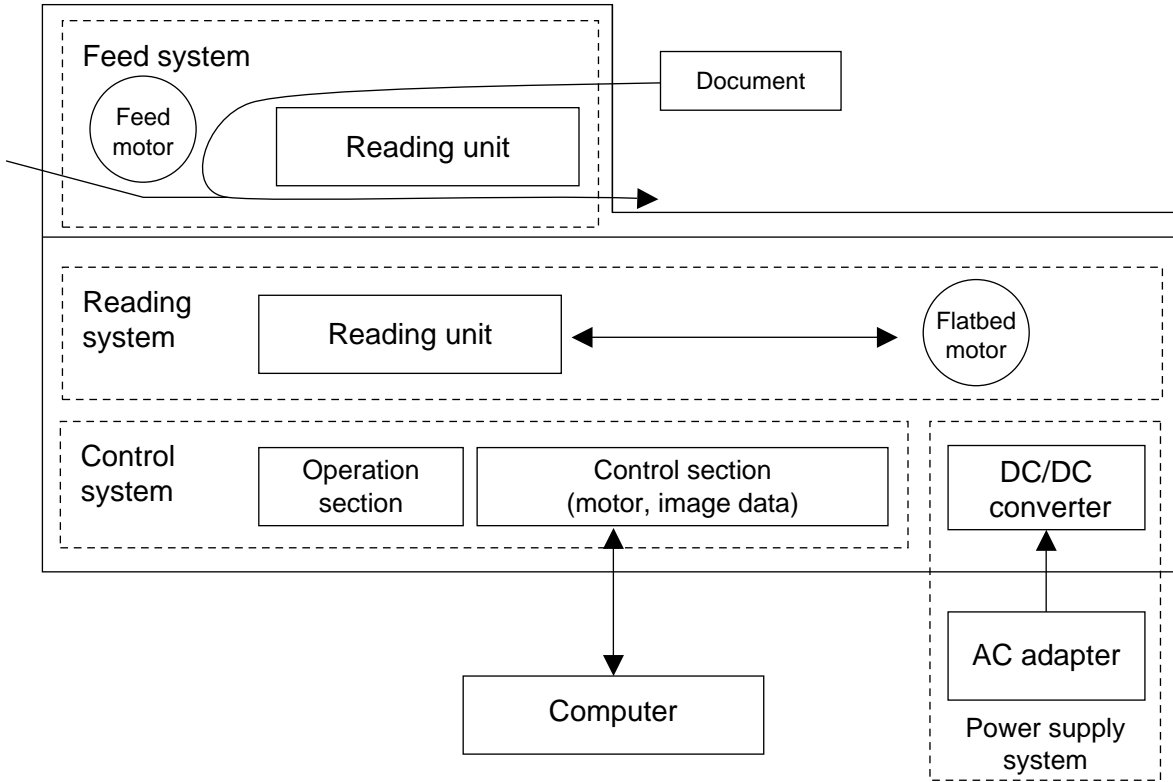 Feed system
Document
Feed
motor
Reading unit
Reading
system
Reading unit
Flatbed
motor
Control
system
Operation
section
Control section
(motor, image data)
DC/DC
converter
AC adapter
Computer
Power supply
system